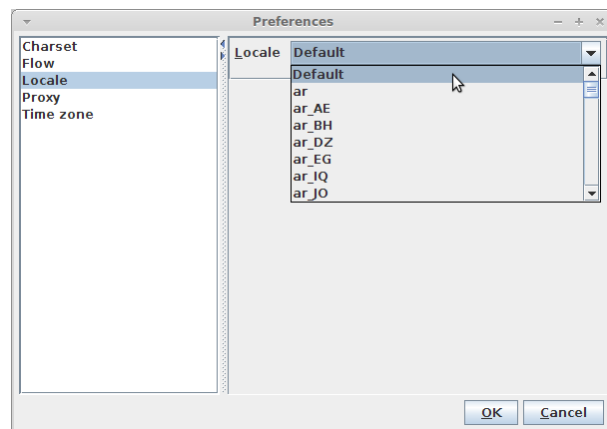 Preferences
Charset
Flow
Locale
Proxy
Time zone
Locale Default
Default
ar
ar_AE
ar_BH
ar_DZ
ar_EG
ar_IQ
ar_JO
OK Cancel